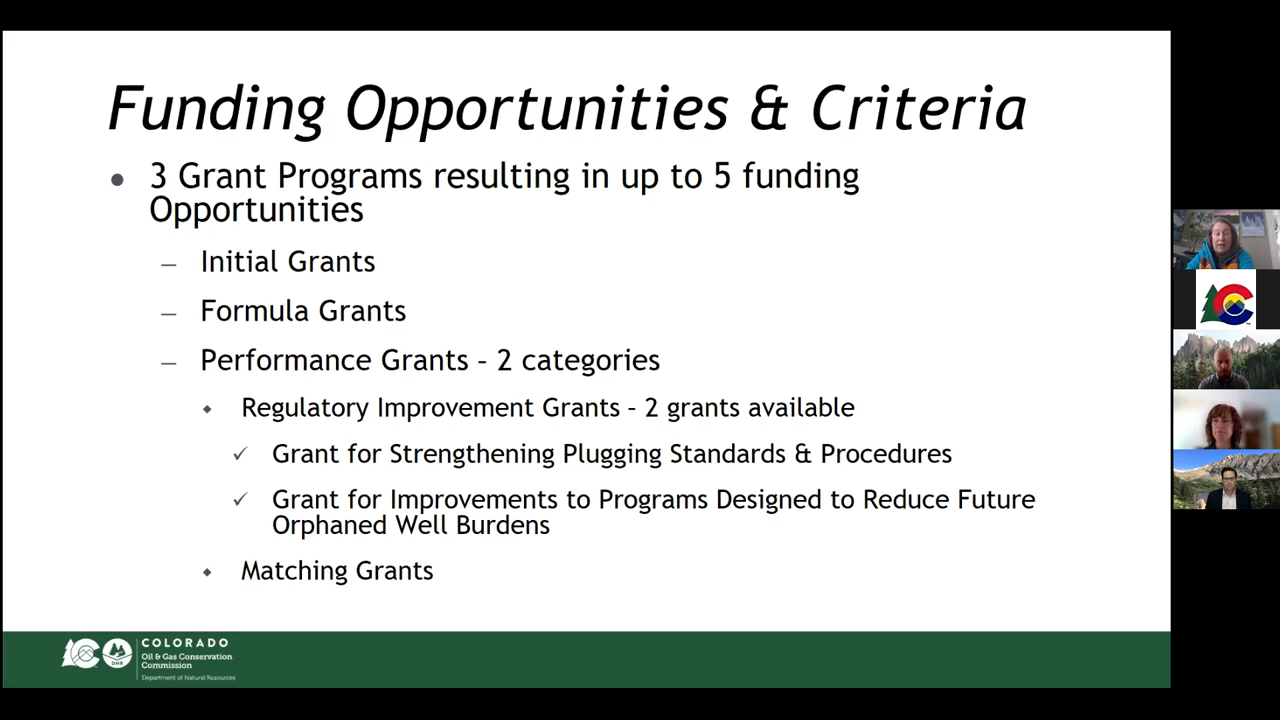 Funding Opportunities & Criteria
● 3 Grant Programs resulting in up to 5 funding
Opportunities
– Initial Grants
– Formula Grants
– Performance Grants – 2 categories
◆ Regulatory Improvement Grants – 2 grants available
✓ Grant for Strengthening Plugging Standards & Procedures
✓ Grant for Improvements to Programs Designed to Reduce Future
Orphaned Well Burdens
◆ Matching Grants
COLORADO
Oil & Gas Conservation
Commission
Department of Natural Resources
DNR